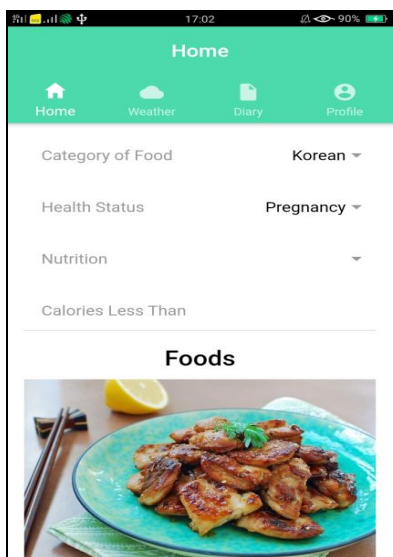 17:02 90%
Home
Home Weather Diary Profile
Category of Food Korean
Health Status Pregnancy
Nutrition
Calories Less Than
Foods